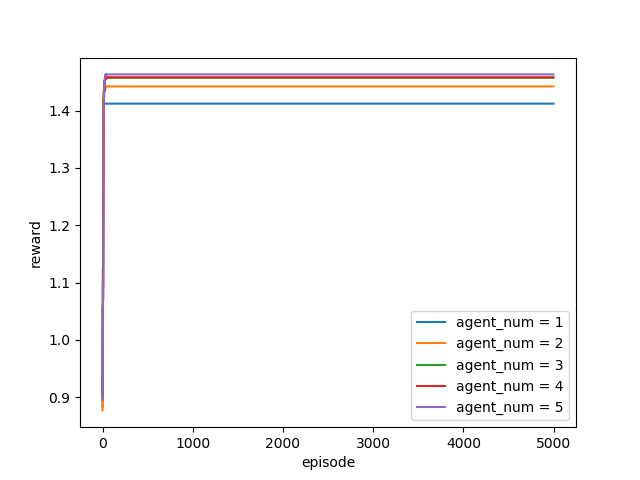 1.4
1.3
1.2
1.1
1.0
0.9
reward
0
1000
2000
3000
4000
5000
episode
agent_num = 1
agent_num = 2
agent_num = 3
agent_num = 4
agent_num = 5